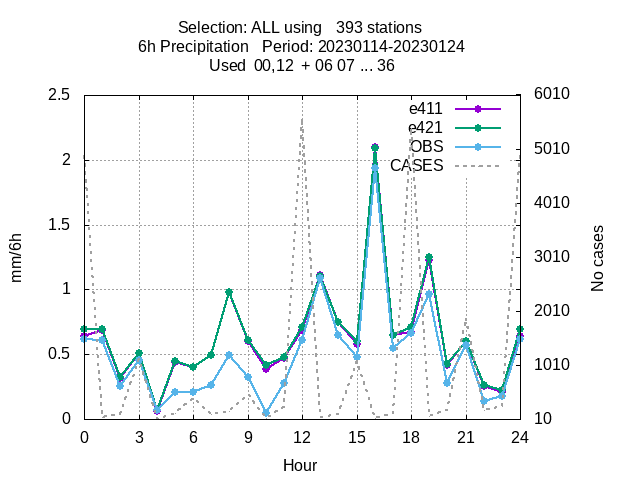 Selection: ALL using   393 stations
6h Precipitation   Period: 20230114-20230124
Used  00,12  + 06 07 ... 36
e411
e421
OBS
CASES
2.5
2
1.5
1
0.5
0
6010
5010
4010
3010
2010
1010
10
mm/6h
No cases
0 3 6 9 12 15 18 21 24
Hour